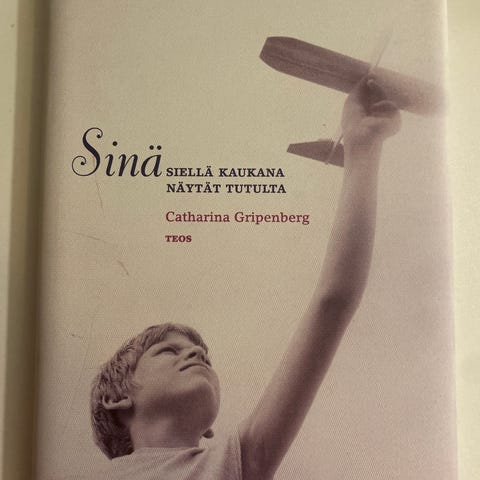 Sinä SIELLÄ KAUKANA
NÄYTÄT TUTULTA
Catharina Gripenberg
TEOS